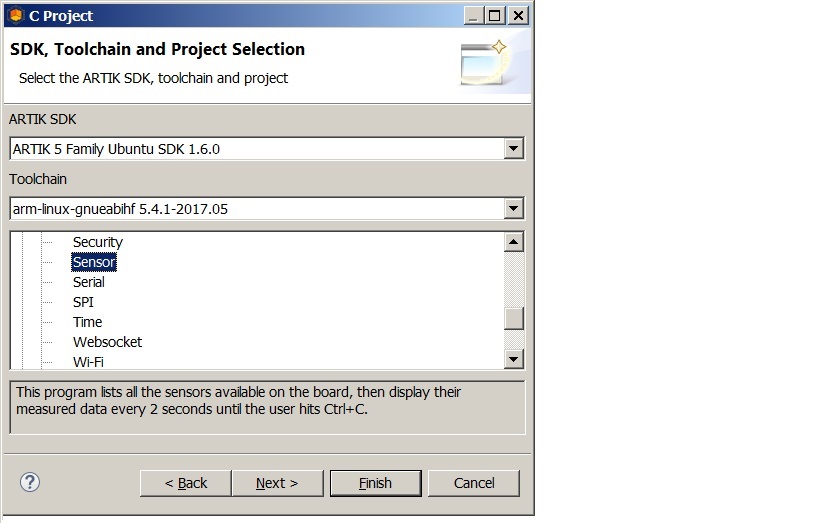 C Project
SDK, Toolchain and Project Selection
Select the ARTIK SDK, toolchain and project
ARTIK SDK
ARTIK 5 Family Ubuntu SDK 1.6.0
Toolchain
arm-linux-gnueabihf 5.4.1-2017.05
Security
Sensor
Serial
SPI
Time
Websocket
Wi-Fi
This program lists all the sensors available on the board, then display their
measured data every 2 seconds until the user hits Ctrl+C.
?
< Back
Next >
Finish
Cancel